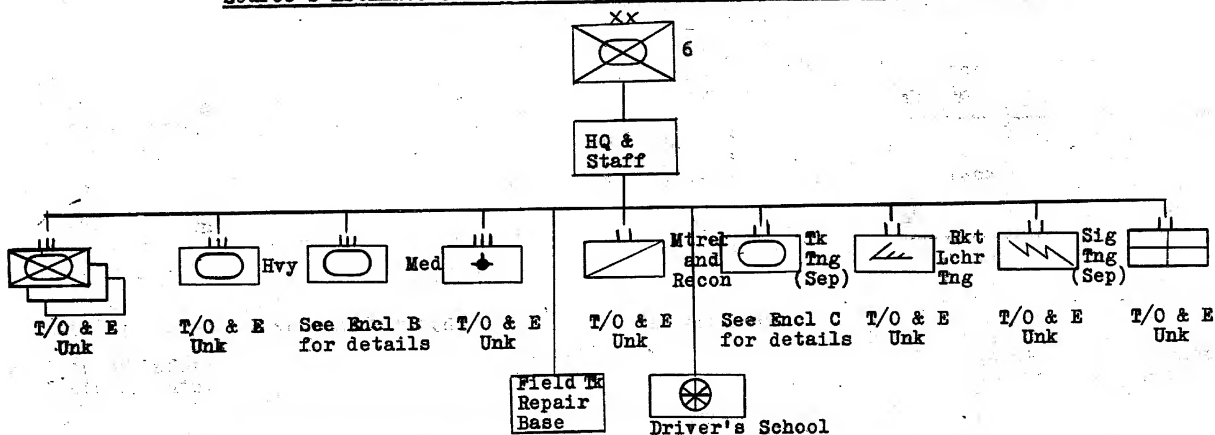 XX
6
HQ &
Staff
Hvy
Med
Mtrel
and
Recon
Tk
Tng
(Sep)
Rkt
Lchr
Tng
Sig
Tng
(Sep)
T/O & E
Unk
T/O & E
Unk
See Encl B
for details
T/O & E
Unk
T/O & E
Unk
See Encl C
for details
T/O & E
Unk
T/O & E
Unk
T/O & E
Unk
Field Tk
Repair
Base
Driver's School